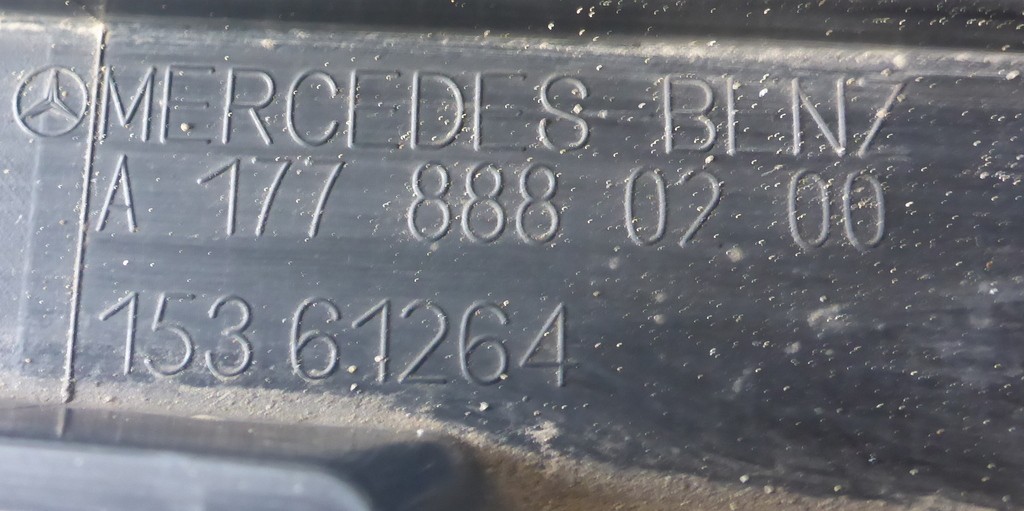 MERCEDES BENZ
A 177 888 02 00
153 61264